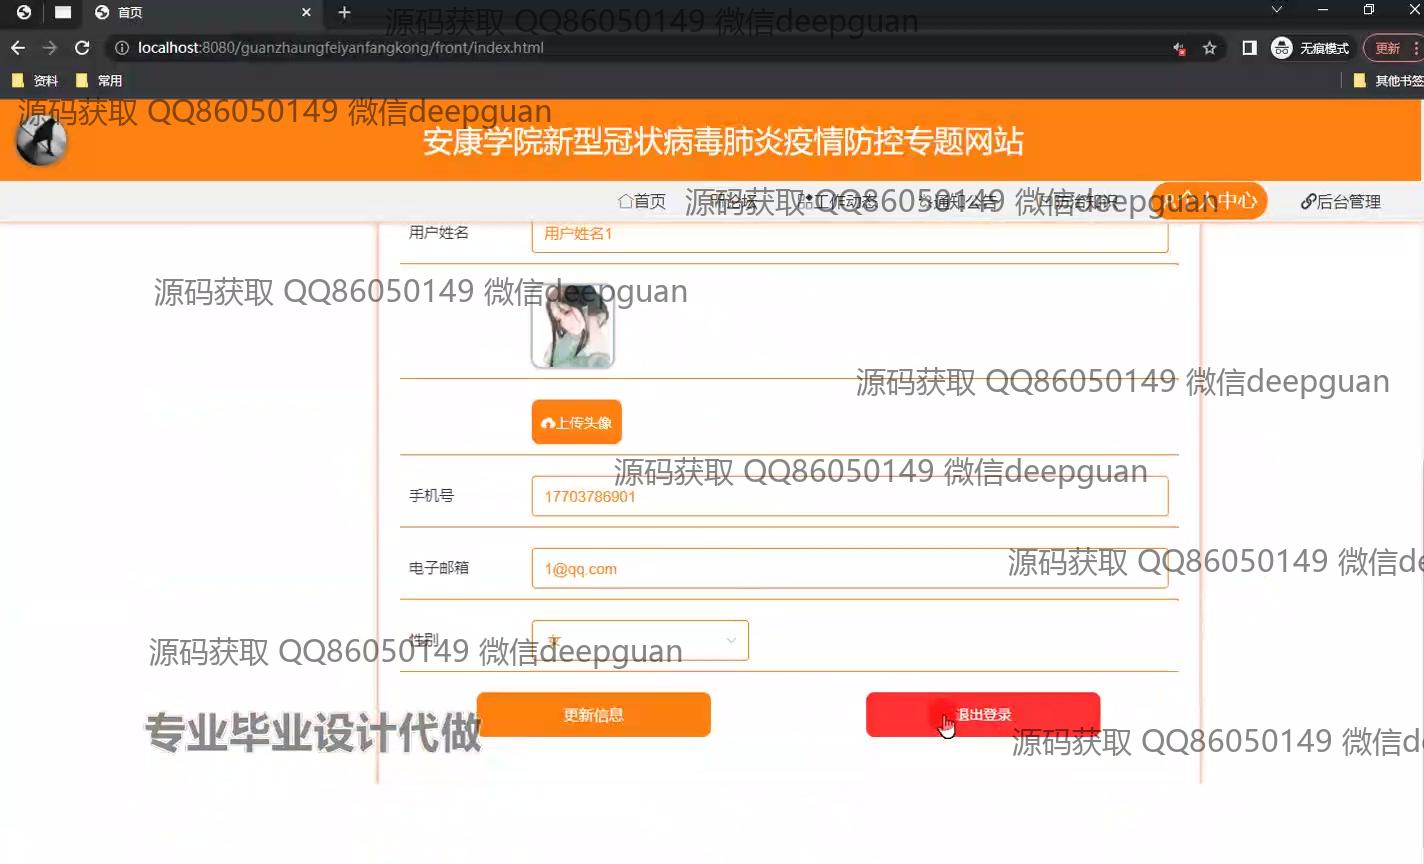 首页
源码获取 QQ86050149 微信deepguan
localhost:8080/guanzhaungfeiyanfangkong/front/index.html
无痕模式
更新
资料
常用
其他书签
源码获取 QQ86050149 微信deepguan
安康学院新型冠状病毒肺炎疫情防控专题网站
首页
论坛
工作动态
通知公告
防治知识
个人中心
后台管理
源码获取 QQ86050149 微信deepguan
用户姓名
用户姓名1
源码获取 QQ86050149 微信deepguan
源码获取 QQ86050149 微信deepguan
上传头像
源码获取 QQ86050149 微信deepguan
手机号
17703786901
电子邮箱
1@qq.com
源码获取 QQ86050149 微信de
性别
女
源码获取 QQ86050149 微信deepguan
更新信息
退出登录
专业毕业设计代做
源码获取 QQ86050149 微信d